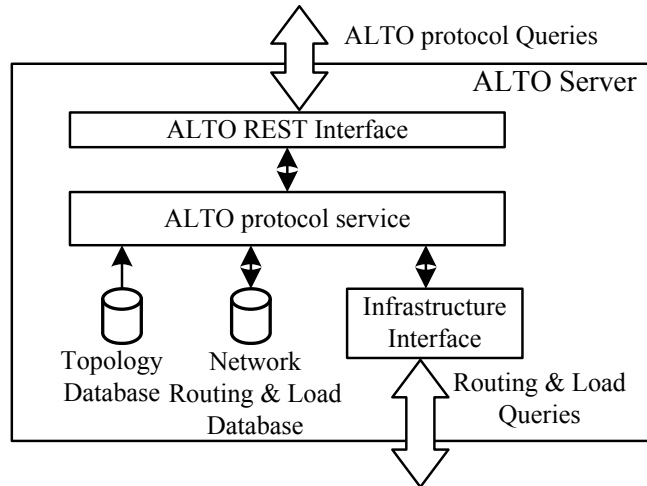 ALTO protocol Queries
ALTO Server
ALTO REST Interface
ALTO protocol service
Infrastructure
Interface
Topology
Database
Network
Routing & Load
Database
Routing & Load
Queries